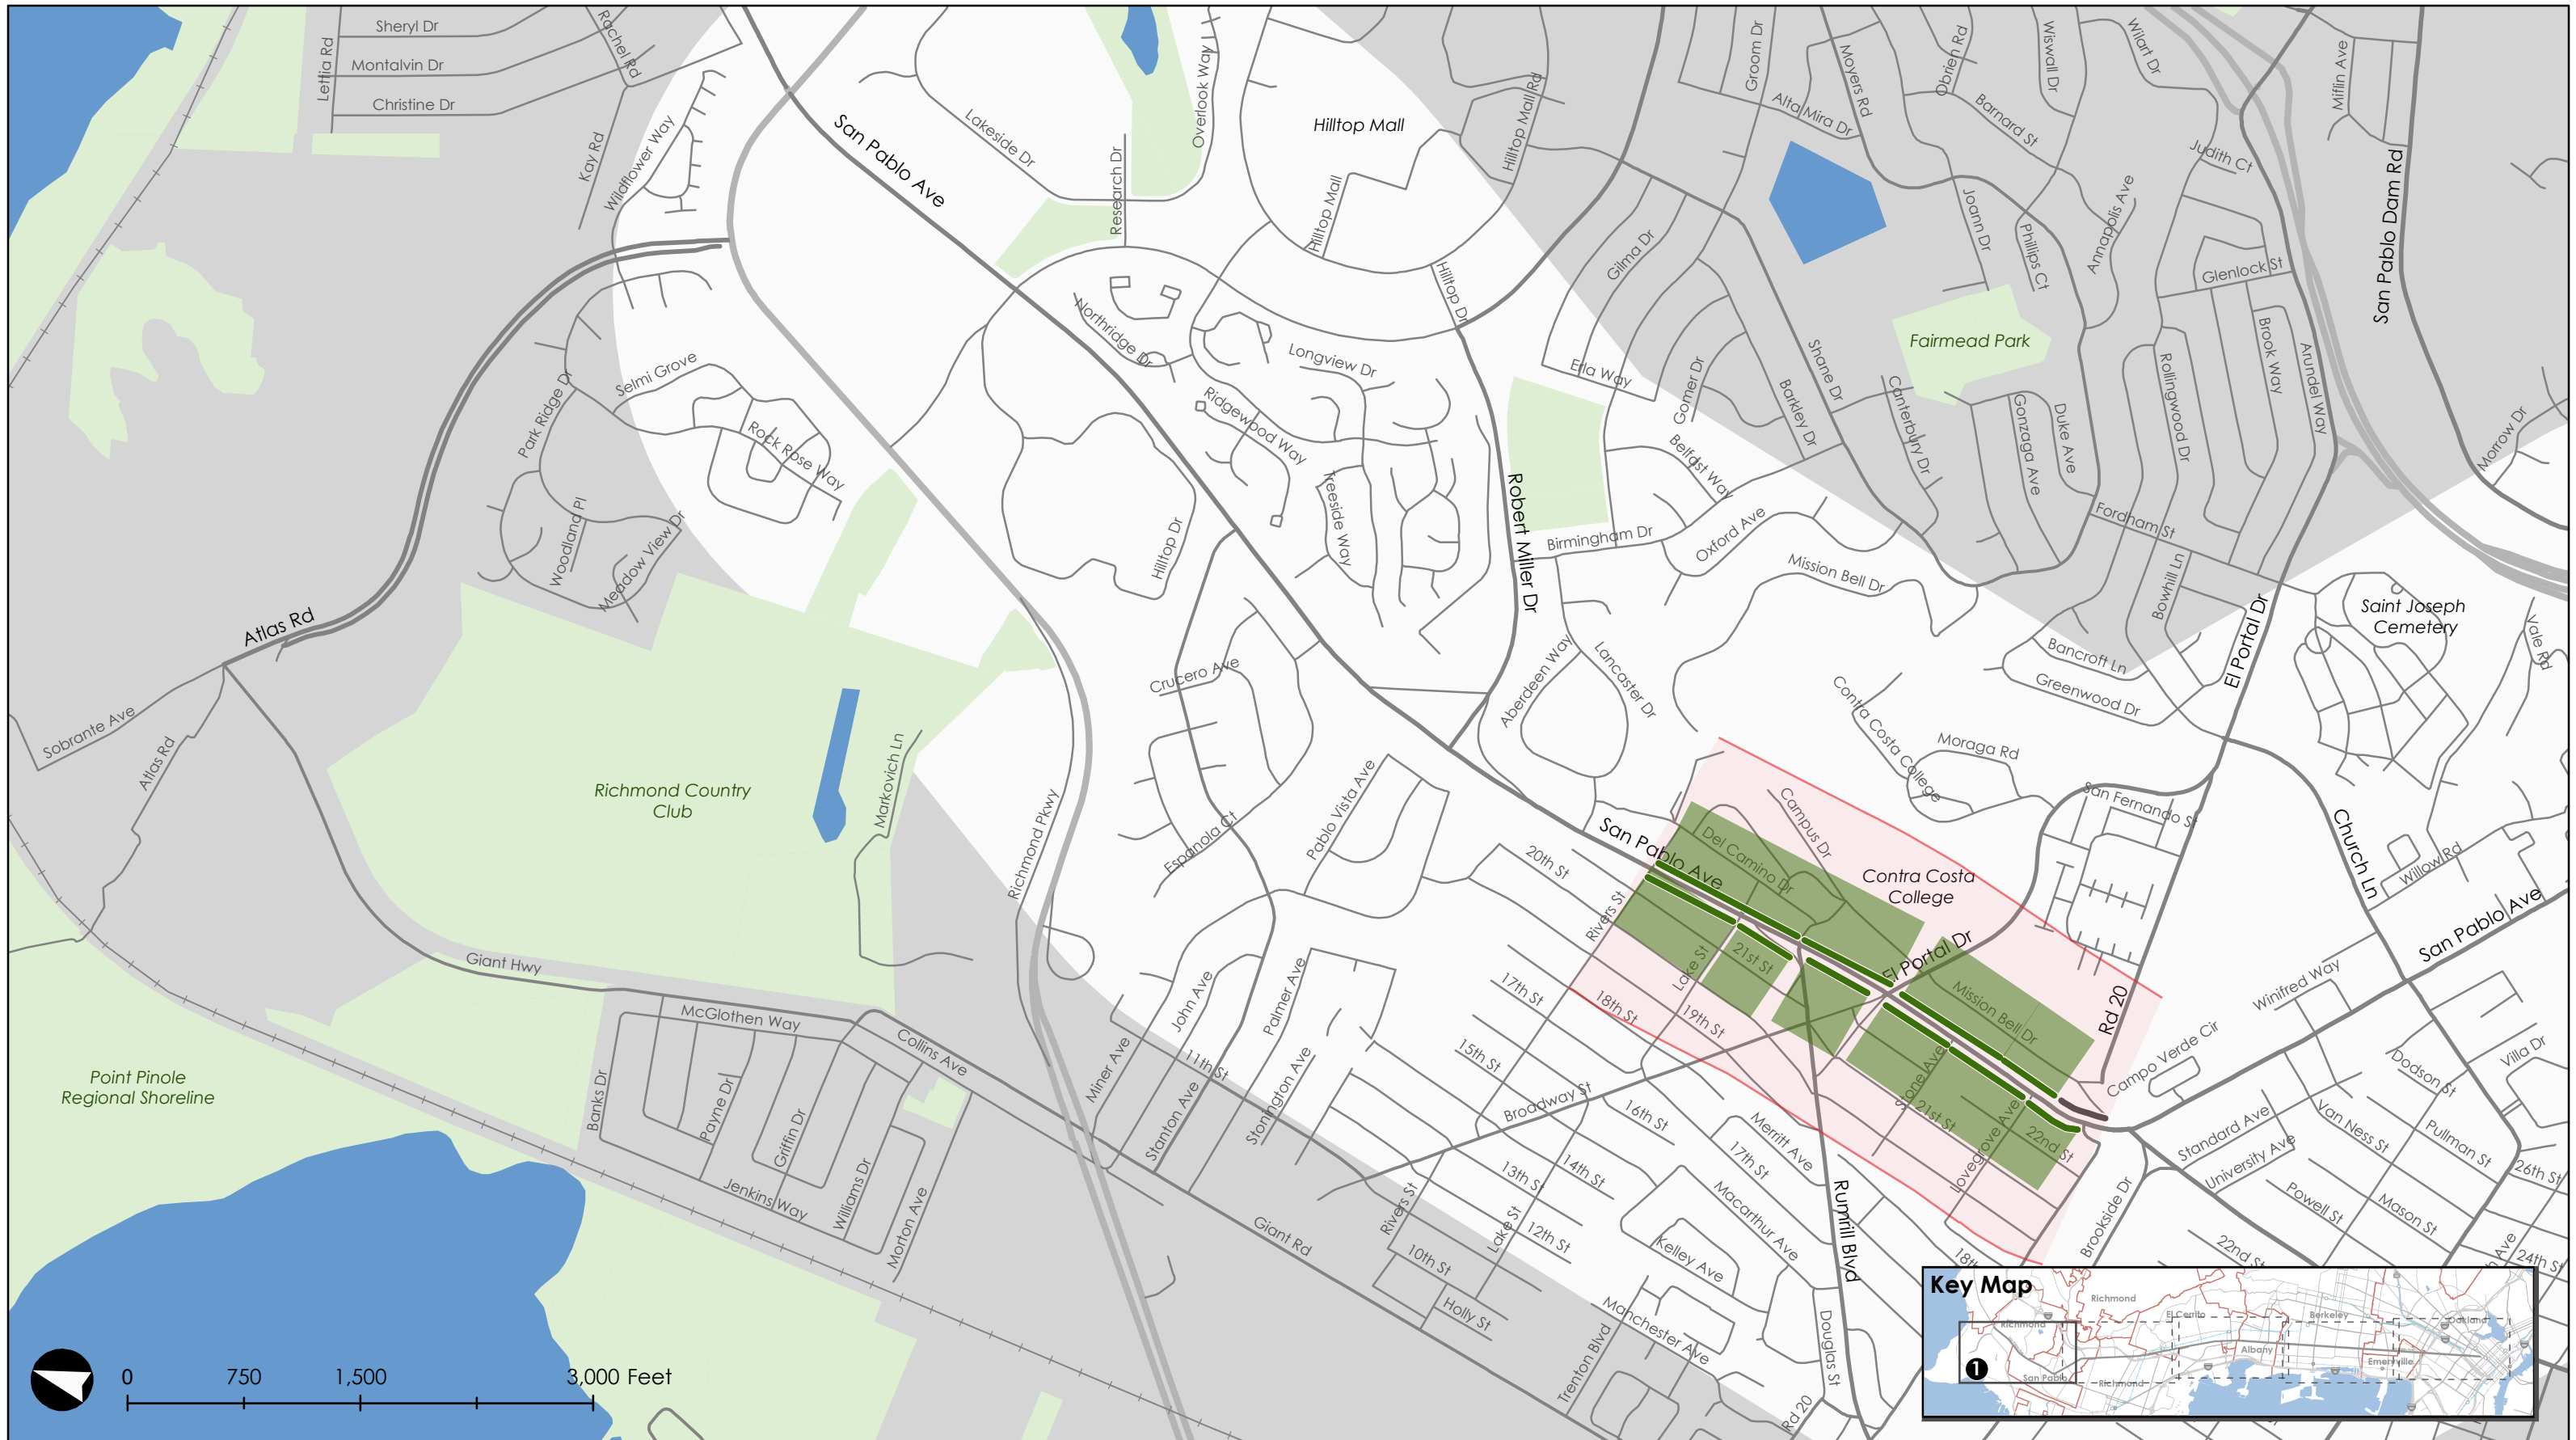 Sheryl Dr
Lettia Rd
Montalvin Dr
Christine Dr
Rachel Rd
Kay Rd
Wildflower Way
San Pablo Ave
Lakeside Dr
Research Dr
Overlook Way
Hilltop Mall
Hilltop Mall
Hilltop Mall Rd
Groom Dr
Alta Mira Dr
Moyers Rd
Obrien Rd
Barnard St
Wiswall Dr
Wilart Dr
Judith Ct
Miflin Ave
San Pablo Dam Rd
Annapolis Ave
Joann Dr
Phillips Ct
Glenlock St
Gilma Dr
Hilltop Dr
Northridge Dr
Longview Dr
Ridgewood Way
Treeside Way
Erla Way
Gomer Dr
Barkley Dr
Shane Dr
Fairmead Park
Canterbury Dr
Gonzaga Ave
Duke Ave
Rollingwood Dr
Brook Way
Arundel Way
Morrow Dr
Selmi Grove
Park Ridge Dr
Rock Rose Way
Woodland Pl
Meadow View Dr
Hilltop Dr
Robert Miller Dr
Belfast Way
Birmingham Dr
Oxford Ave
Mission Bell Dr
Fordham St
Bowhill Ln
El Portal Dr
Saint Joseph
Cemetery
Vale Rd
Atlas Rd
Sobrante Ave
Atlas Rd
Crucero Ave
Aberdeen Way
Lancaster Dr
Bancroft Ln
Greenwood Dr
Contra Costa College
Moraga Rd
San Fernando St
Richmond Country
Club
Markovich Ln
Richmond Pkwy
Espanola Ct
Pablo Vista Ave
San Pablo Ave
20th St
Rivers St
Del Camino Dr
Campus Dr
Contra Costa
College
El Portal Dr
Church Ln
Willow Rd
San Pablo Ave
Giant Hwy
McGlothen Way
Collins Ave
Miner Ave
John Ave
Palmer Ave
11th St
Stanton Ave
Stonington Ave
17th St
18th St
15th St
Lake St
21st St
19th St
Mission Bell Dr
Rd 20
Winifred Way
Campo Verde Cir
Dodson St
Villa Dr
Point Pinole
Regional Shoreline
Banks Dr
Payne Dr
Griffin Dr
Williams Dr
Jenkins Way
Morton Ave
Giant Rd
Broadway St
16th St
Merritt Ave
17th St
Stone Ave
21st St
Lovegrove Ave
22nd St
Standard Ave
University Ave
Van Ness St
Pullman St
26th St
Powell St
Mason St
22nd St
24th St
Ave
Brookside Dr
13th St
14th St
12th St
Rivers St
Lake St
10th St
Holly St
Kelley Ave
Macarthur Ave
Rumrill Blvd
18th
Manchester Ave
Trenton Blvd
Douglas St
Rd 20
0 750 1,500 3,000 Feet
Key Map
Richmond
Richmond
El Cerrito
Berkeley
Oakland
Albany
Emeryville
San Pablo
Richmond
1